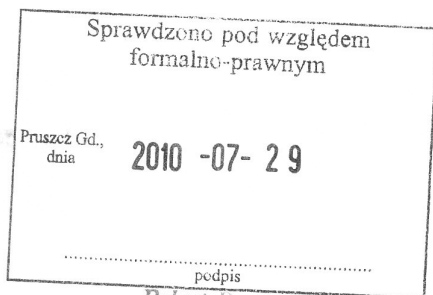 Sprawdzono pod względem
formalno-prawnym
Pruszcz Gd.,
dnia
2010 -07- 29
podpis